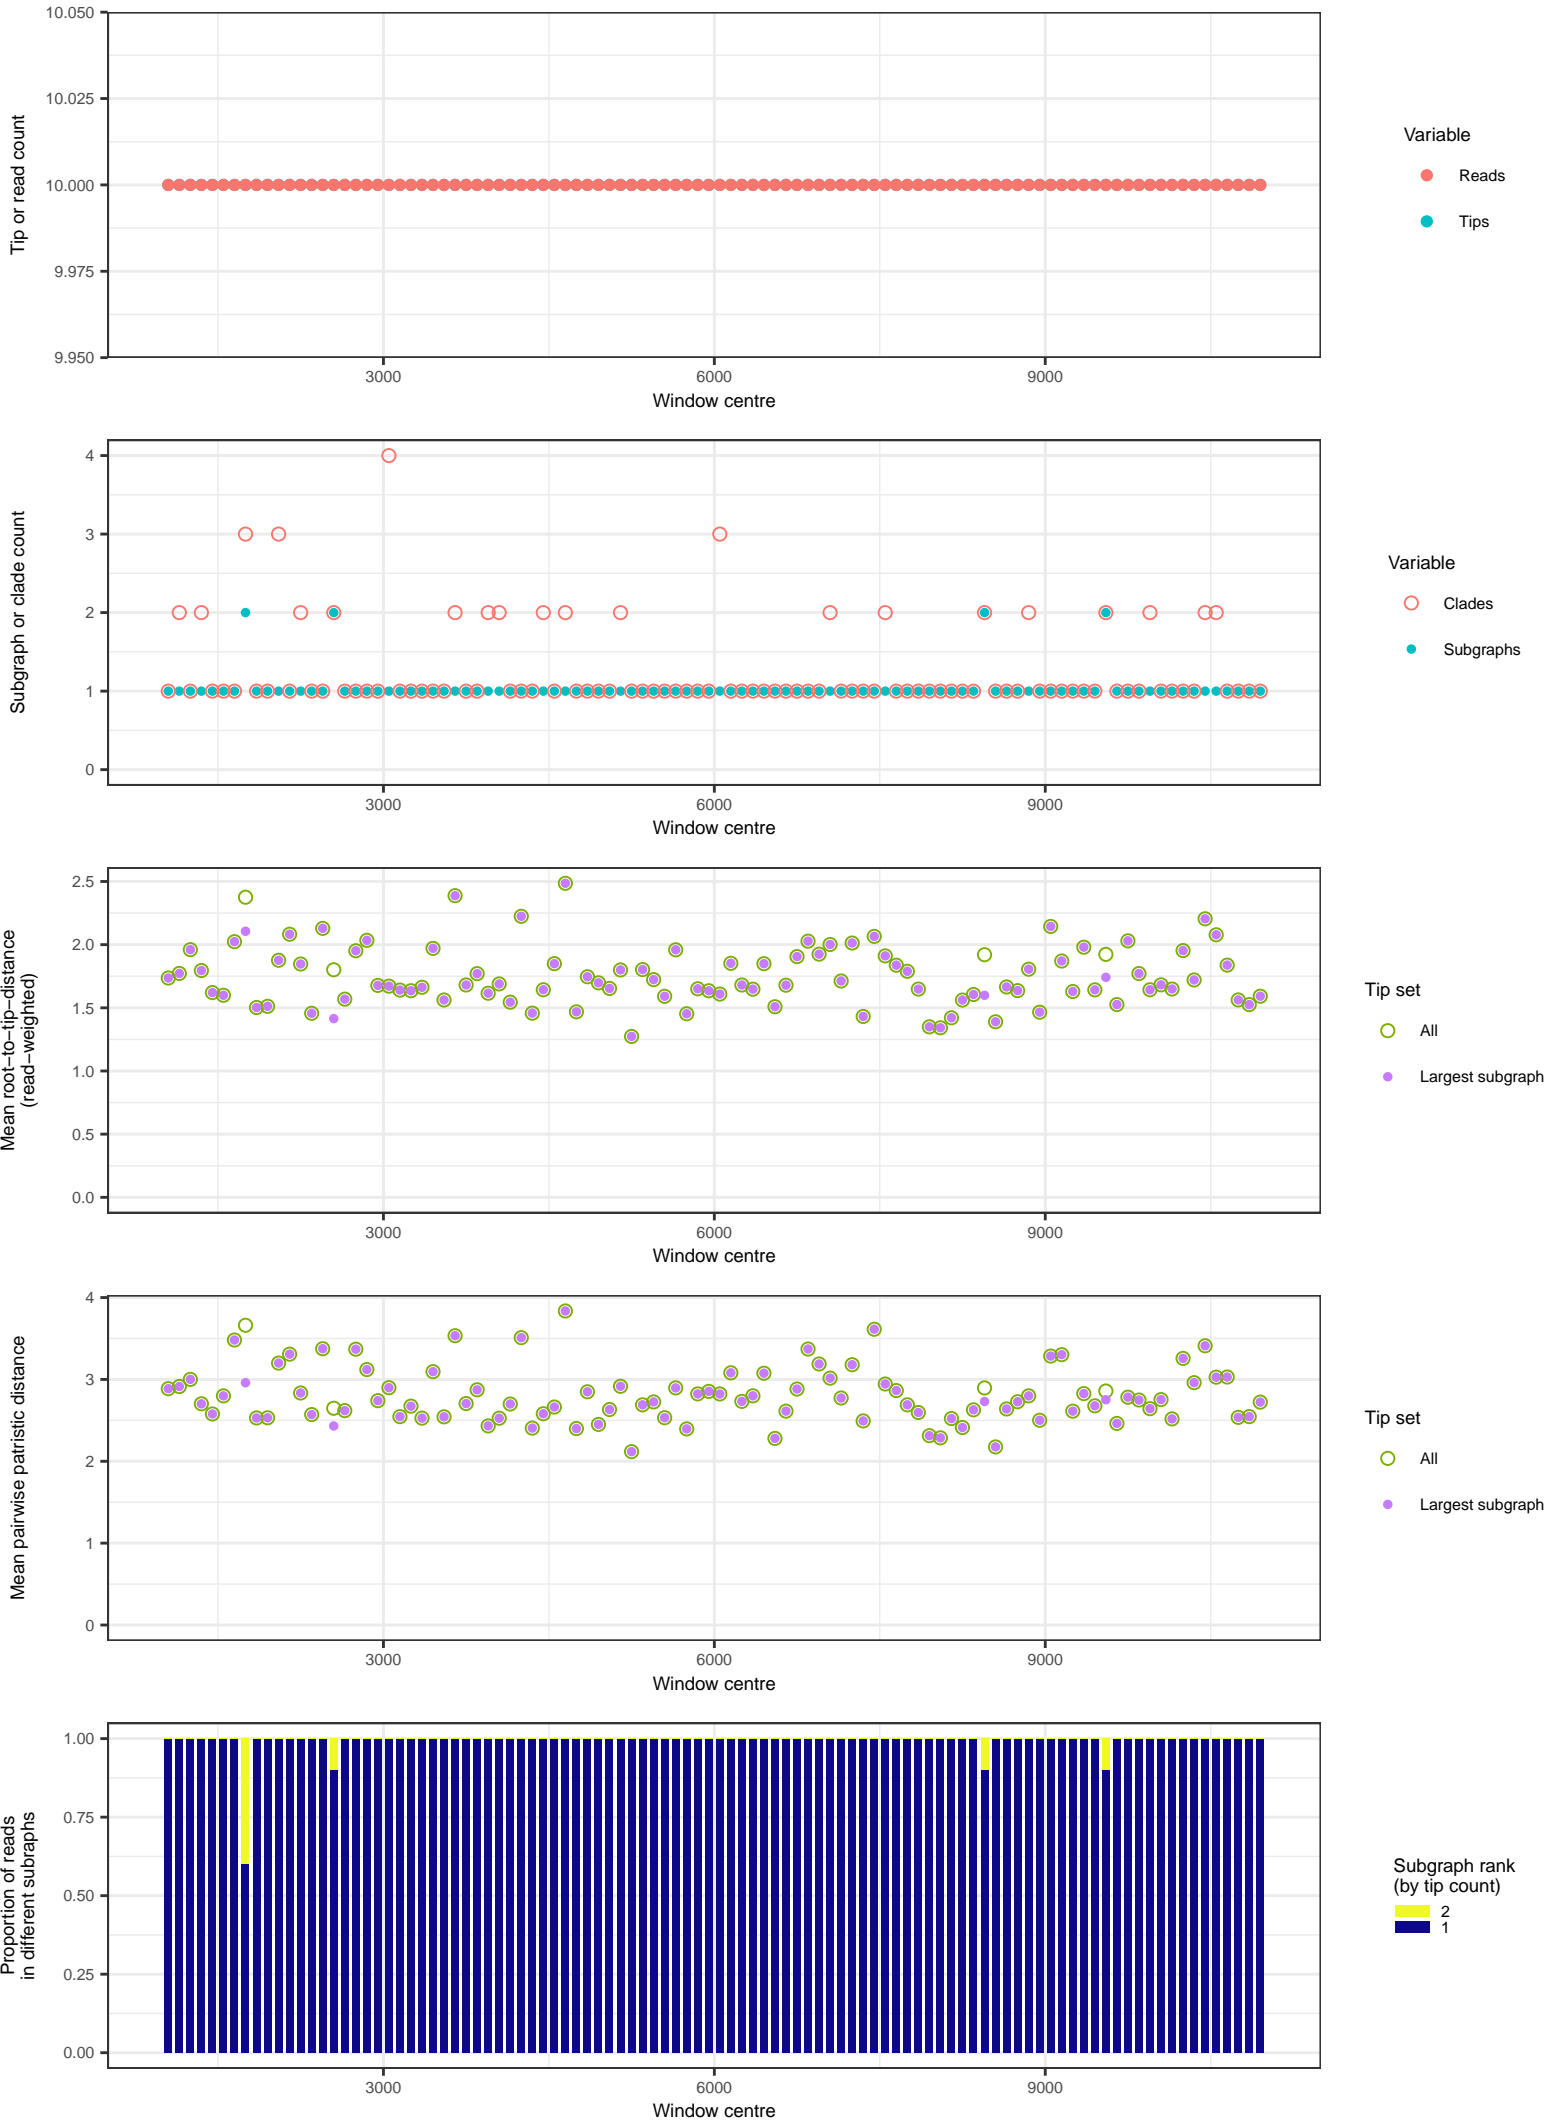 10.050
10.025
10.000
9.975
9.950
Tip or read count
3000
6000
9000
Window centre
Variable
Reads
Tips
4
3
2
1
0
Subgraph or clade count
3000
6000
9000
Window centre
Variable
Clades
Subgraphs
2.5
2.0
1.5
1.0
0.5
0.0
Mean root−to−tip−distance
(read−weighted)
3000
6000
9000
Window centre
Tip set
All
Largest subgraph
4
3
2
1
0
Mean pairwise patristic distance
3000
6000
9000
Window centre
Tip set
All
Largest subgraph
1.00
0.75
0.50
0.25
0.00
Proportion of reads
in different subraphs
3000
6000
9000
Window centre
Subgraph rank
(by tip count)
2
1